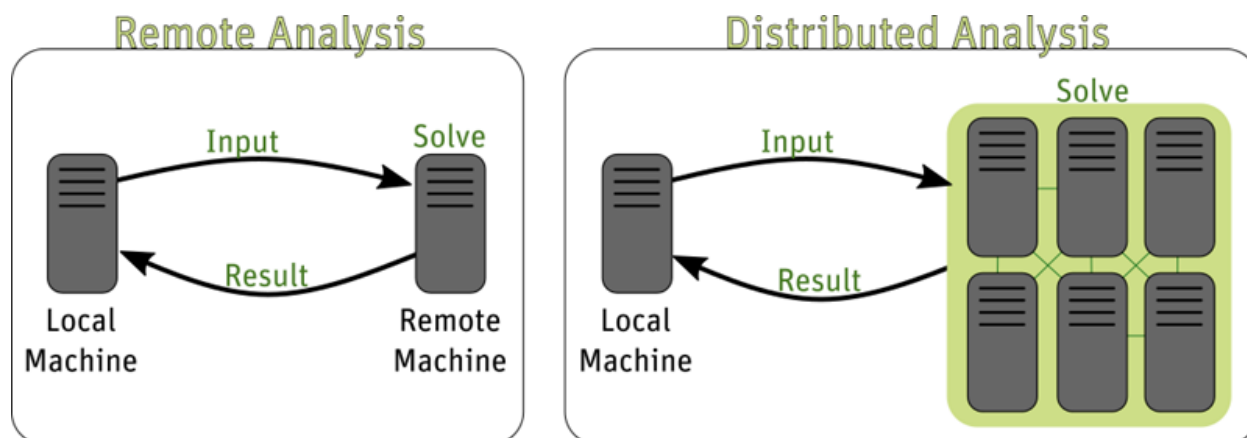 Remote Analysis
Input
Solve
Result
Local
Machine
Remote
Machine
Distributed Analysis
Solve
Input
Result
Local
Machine